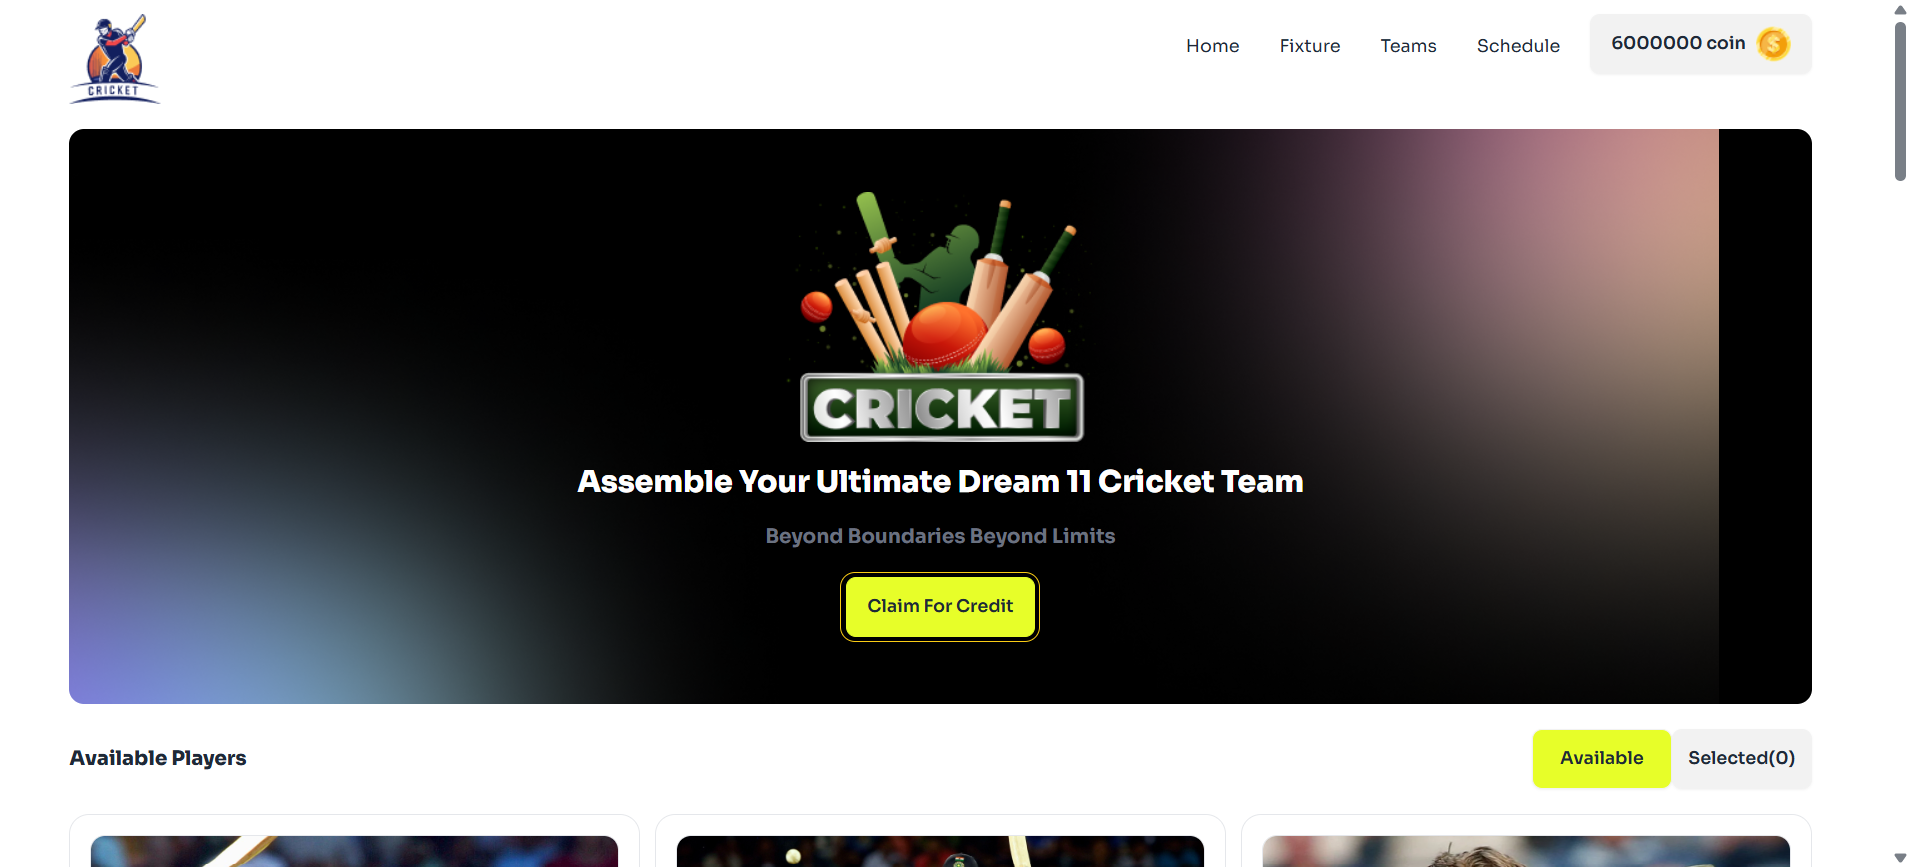 CRICKET
Home
Fixture
Teams
Schedule
6000000 coin
CRICKET
Assemble Your Ultimate Dream 11 Cricket Team
Beyond Boundaries Beyond Limits
Claim For Credit
Available Players
Available
Selected(0)